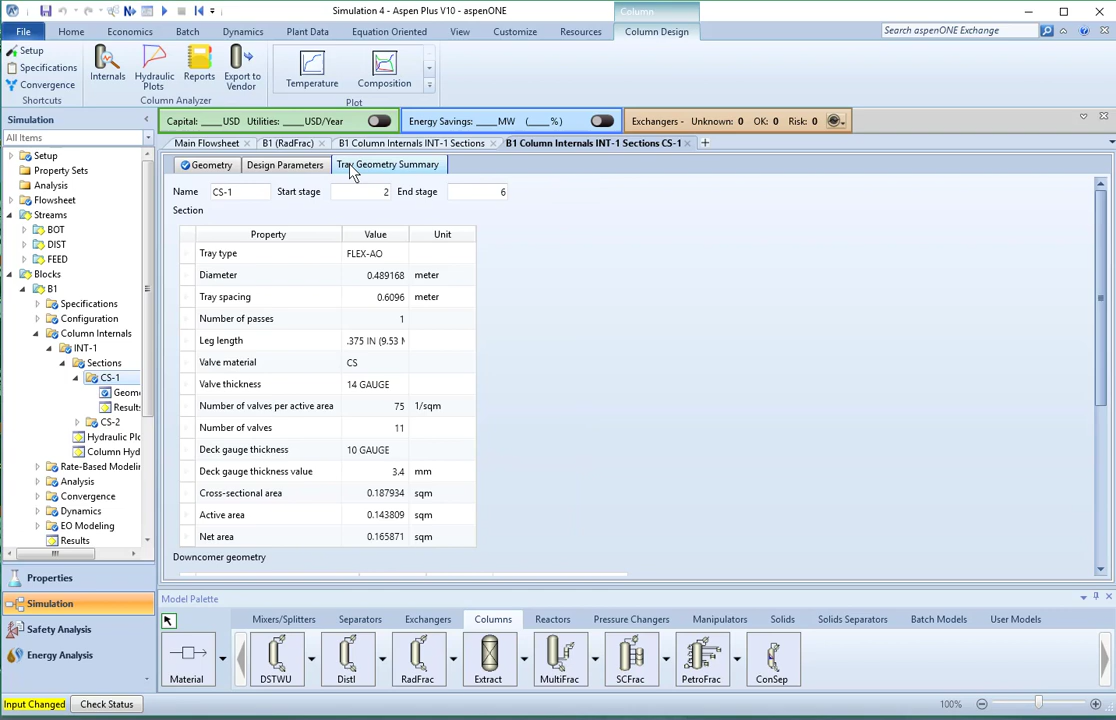 Simulation 4 - Aspen Plus V10 - aspenONE
Column
File Home Economics Batch Dynamics Plant Data Equation Oriented View Customize Resources Column Design
Search aspenONE Exchange
Setup
Specifications
Convergence
Shortcuts
Internals
Hydraulic Plots
Reports
Export to Vendor
Column Analyzer
Temperature
Composition
Plot
Capital: ____USD Utilities: ____USD/Year
Energy Savings: ____MW (____%)
Exchangers - Unknown: 0 OK: 0 Risk: 0
Simulation
All Items
Setup
Property Sets
Analysis
Flowsheet
Streams
BOT
DIST
FEED
Blocks
B1
Specifications
Configuration
Column Internals
INT-1
Sections
CS-1
Geome
Results
CS-2
Hydraulic Plo
Column Hyd
Rate-Based Modelin
Analysis
Convergence
Dynamics
EO Modeling
Results
Properties
Simulation
Safety Analysis
Energy Analysis
Main Flowsheet B1 (RadFrac) B1 Column Internals INT-1 Sections B1 Column Internals INT-1 Sections CS-1
Geometry Design Parameters Tray Geometry Summary
Name CS-1 Start stage 2 End stage 6
Section
Property Value Unit
Tray type FLEX-AO
Diameter 0.489168 meter
Tray spacing 0.6096 meter
Number of passes 1
Leg length .375 IN (9.53 M
Valve material CS
Valve thickness 14 GAUGE
Number of valves per active area 75 1/sqm
Number of valves 11
Deck gauge thickness 10 GAUGE
Deck gauge thickness value 3.4 mm
Cross-sectional area 0.187934 sqm
Active area 0.143809 sqm
Net area 0.165871 sqm
Downcomer geometry
Model Palette
Mixers/Splitters Separators Exchangers Columns Reactors Pressure Changers Manipulators Solids Solids Separators Batch Models User Models
Material DSTWU Distl RadFrac Extract MultiFrac SCFrac PetroFrac ConSep
Input Changed Check Status 100%